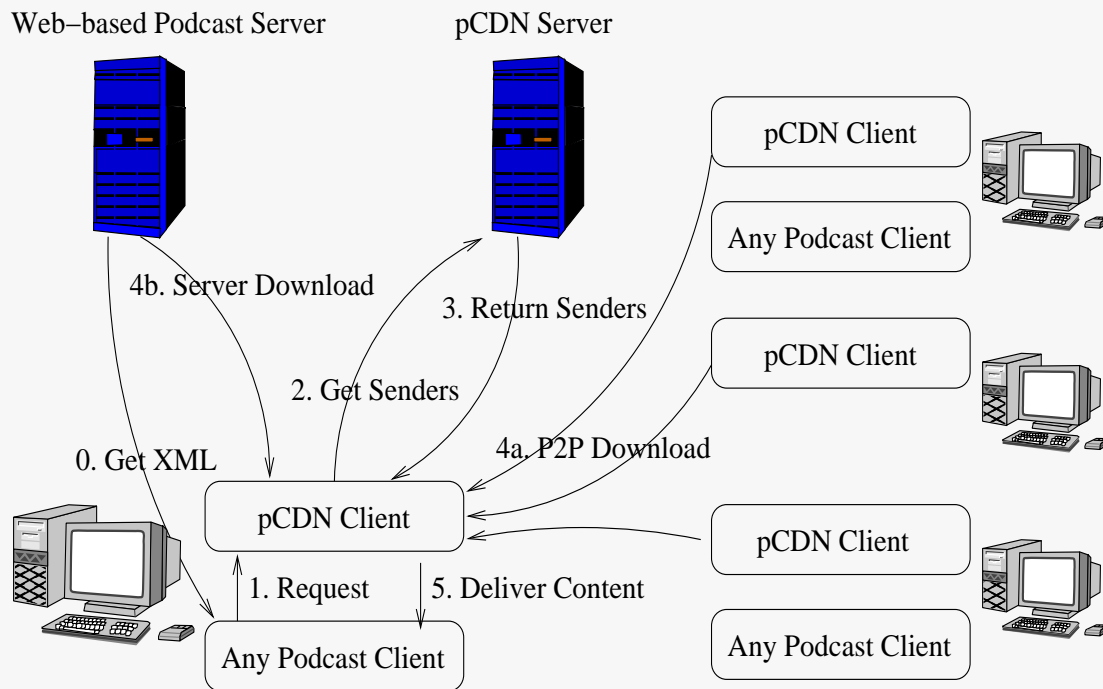 Web−based Podcast Server
pCDN Server
pCDN Client
Any Podcast Client
4b. Server Download
3. Return Senders
pCDN Client
2. Get Senders
4a. P2P Download
0. Get XML
pCDN Client
pCDN Client
1. Request
5. Deliver Content
Any Podcast Client
Any Podcast Client